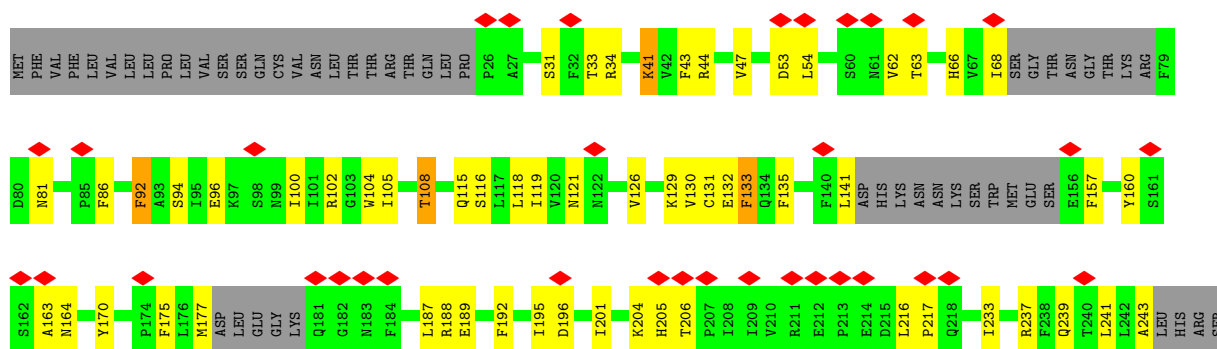 MET PHE VAL PHE LEU VAL LEU LEU PRO LEU VAL SER SER GLN CYS VAL ASN LEU THR THR ARG THR GLN LEU PRO P26 A27 S31 F32 T33 R34 K41 V42 F43 R44 V47 D53 L54 S60 N61 V62 T63 H66 V67 I68 SER GLY THR ASN GLY THR LYS ARG F79
D80 N81 P85 F86 F92 A93 S94 I95 E96 K97 S98 N99 I100 I101 R102 G103 W104 I105 T108 Q115 S116 L117 L118 I119 V120 N121 N122 V126 K129 V130 C131 E132 F133 Q134 F135 F140 L141 ASP HIS LYS ASN ASN LYS SER TRP MET GLU SER E156 F157 Y160 S161
S162 A163 N164 Y170 P174 F175 L176 M177 ASP LEU GLU GLY LYS Q181 G182 N183 F184 L187 R188 E189 F192 I195 D196 I201 K204 H205 T206 P207 I208 I209 V210 R211 E212 P213 E214 D215 L216 P217 Q218 I233 R237 F238 Q239 T240 L241 L242 A243 LEU HIS ARG SER